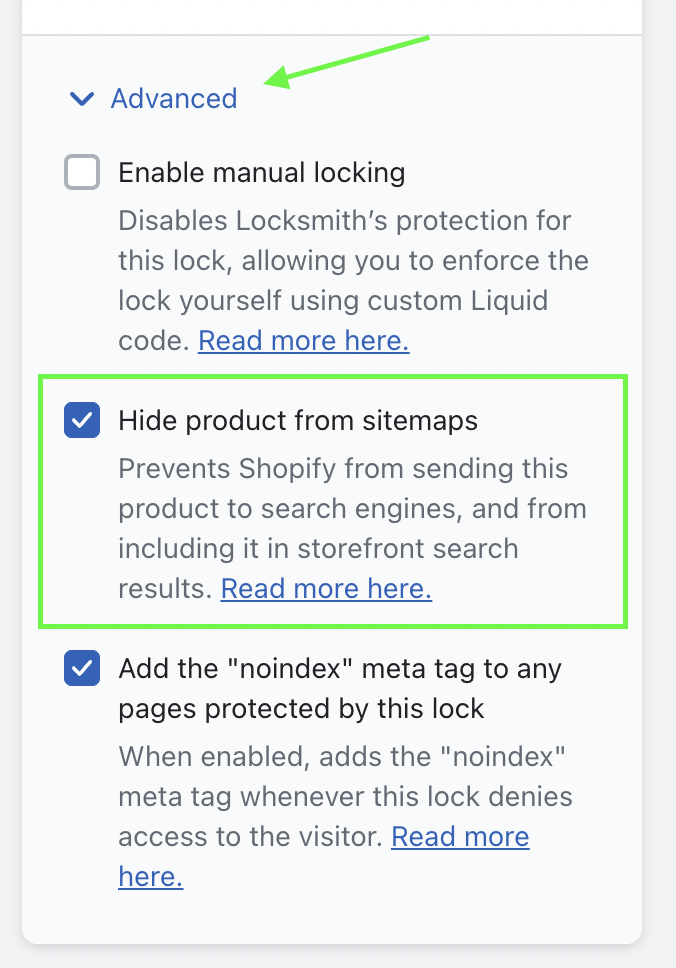 Advanced
Enable manual locking
Disables Locksmith’s protection for
this lock, allowing you to enforce the
lock yourself using custom Liquid
code. Read more here.
Hide product from sitemaps
Prevents Shopify from sending this
product to search engines, and from
including it in storefront search
results. Read more here.
Add the "noindex" meta tag to any
pages protected by this lock
When enabled, adds the "noindex"
meta tag whenever this lock denies
access to the visitor. Read more
here.